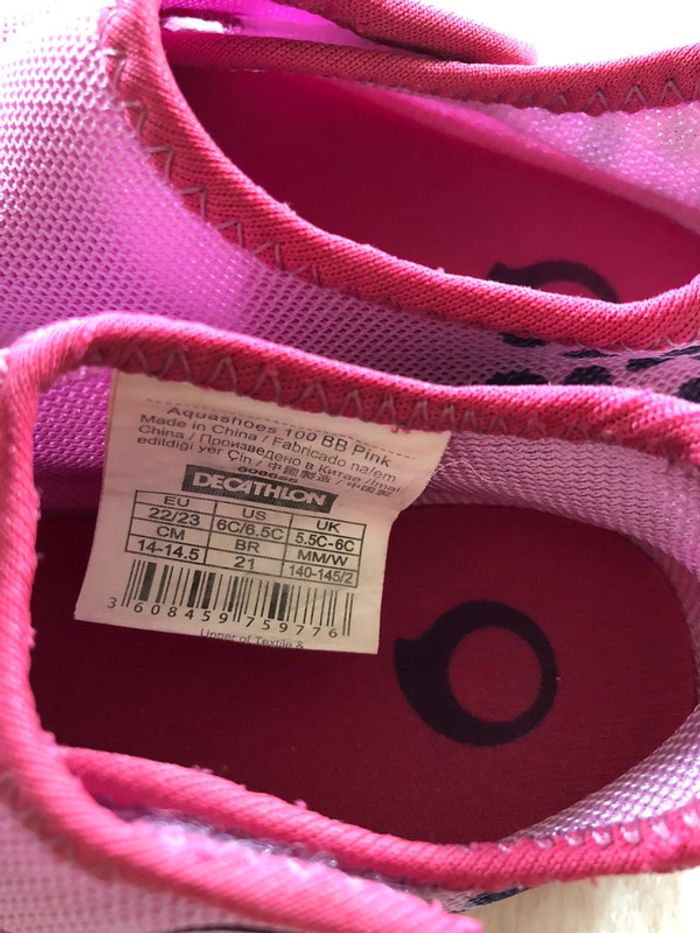 Aquashoes 100 BB Pink
Made in China / Fabricado na/em
China / Произведено в Китае /Imal
edildiği yer Çin / 中國製造 / 中国製
DECATHLON
EU US UK
22/23 6C/6.5C 5.5C-6C
CM BR MM/W
14-14.5 21 140-145/2
3 608459 759776
Upper of Textile &